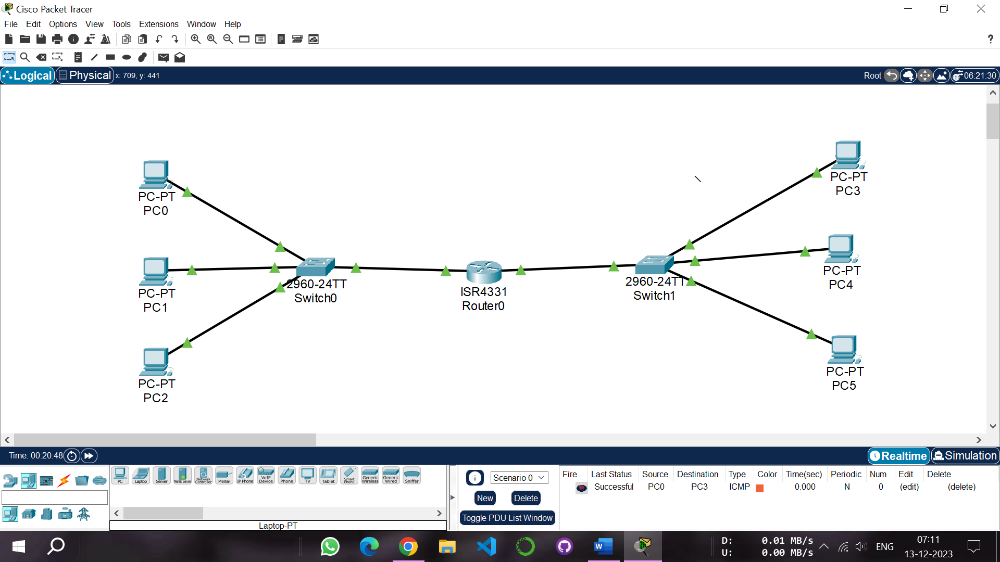 Cisco Packet Tracer
File Edit Options View Tools Extensions Window Help
?
Logical Physical x: 709, y: 441 Root 06:21:30
PC-PT
PC0
PC-PT
PC1
PC-PT
PC2
2960-24TT
Switch0
ISR4331
Router0
2960-24TT
Switch1
PC-PT
PC3
PC-PT
PC4
PC-PT
PC5
Time: 00:20:48 Realtime Simulation
PC Laptop Server Meraki Server Network Controller Printer IP Phone VoIP Device Phone TV Tablet Smart Phone Generic Wireless Generic Wired Sniffer
Laptop-PT
Scenario 0
New Delete
Toggle PDU List Window
Fire Last Status Source Destination Type Color Time(sec) Periodic Num Edit Delete
Successful PC0 PC3 ICMP 0.000 N 0 (edit) (delete)
D: 0.01 MB/s
U: 0.00 MB/s
ENG
07:11
13-12-2023